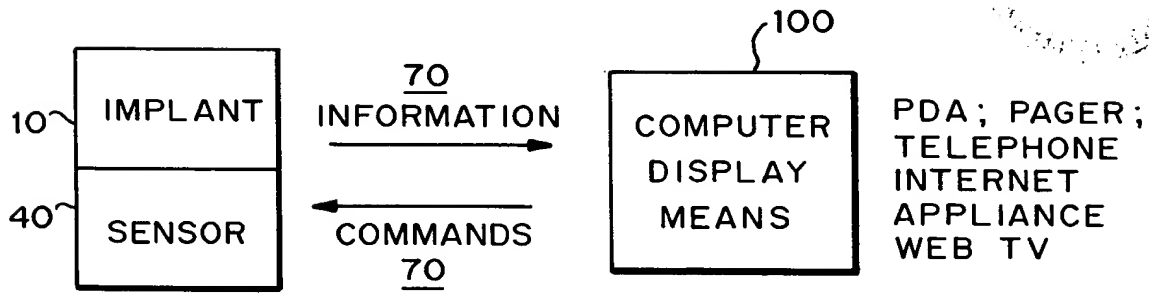 100
10
IMPLANT
40
SENSOR
70
INFORMATION
COMMANDS
70
COMPUTER
DISPLAY
MEANS
PDA; PAGER;
TELEPHONE
INTERNET
APPLIANCE
WEB TV